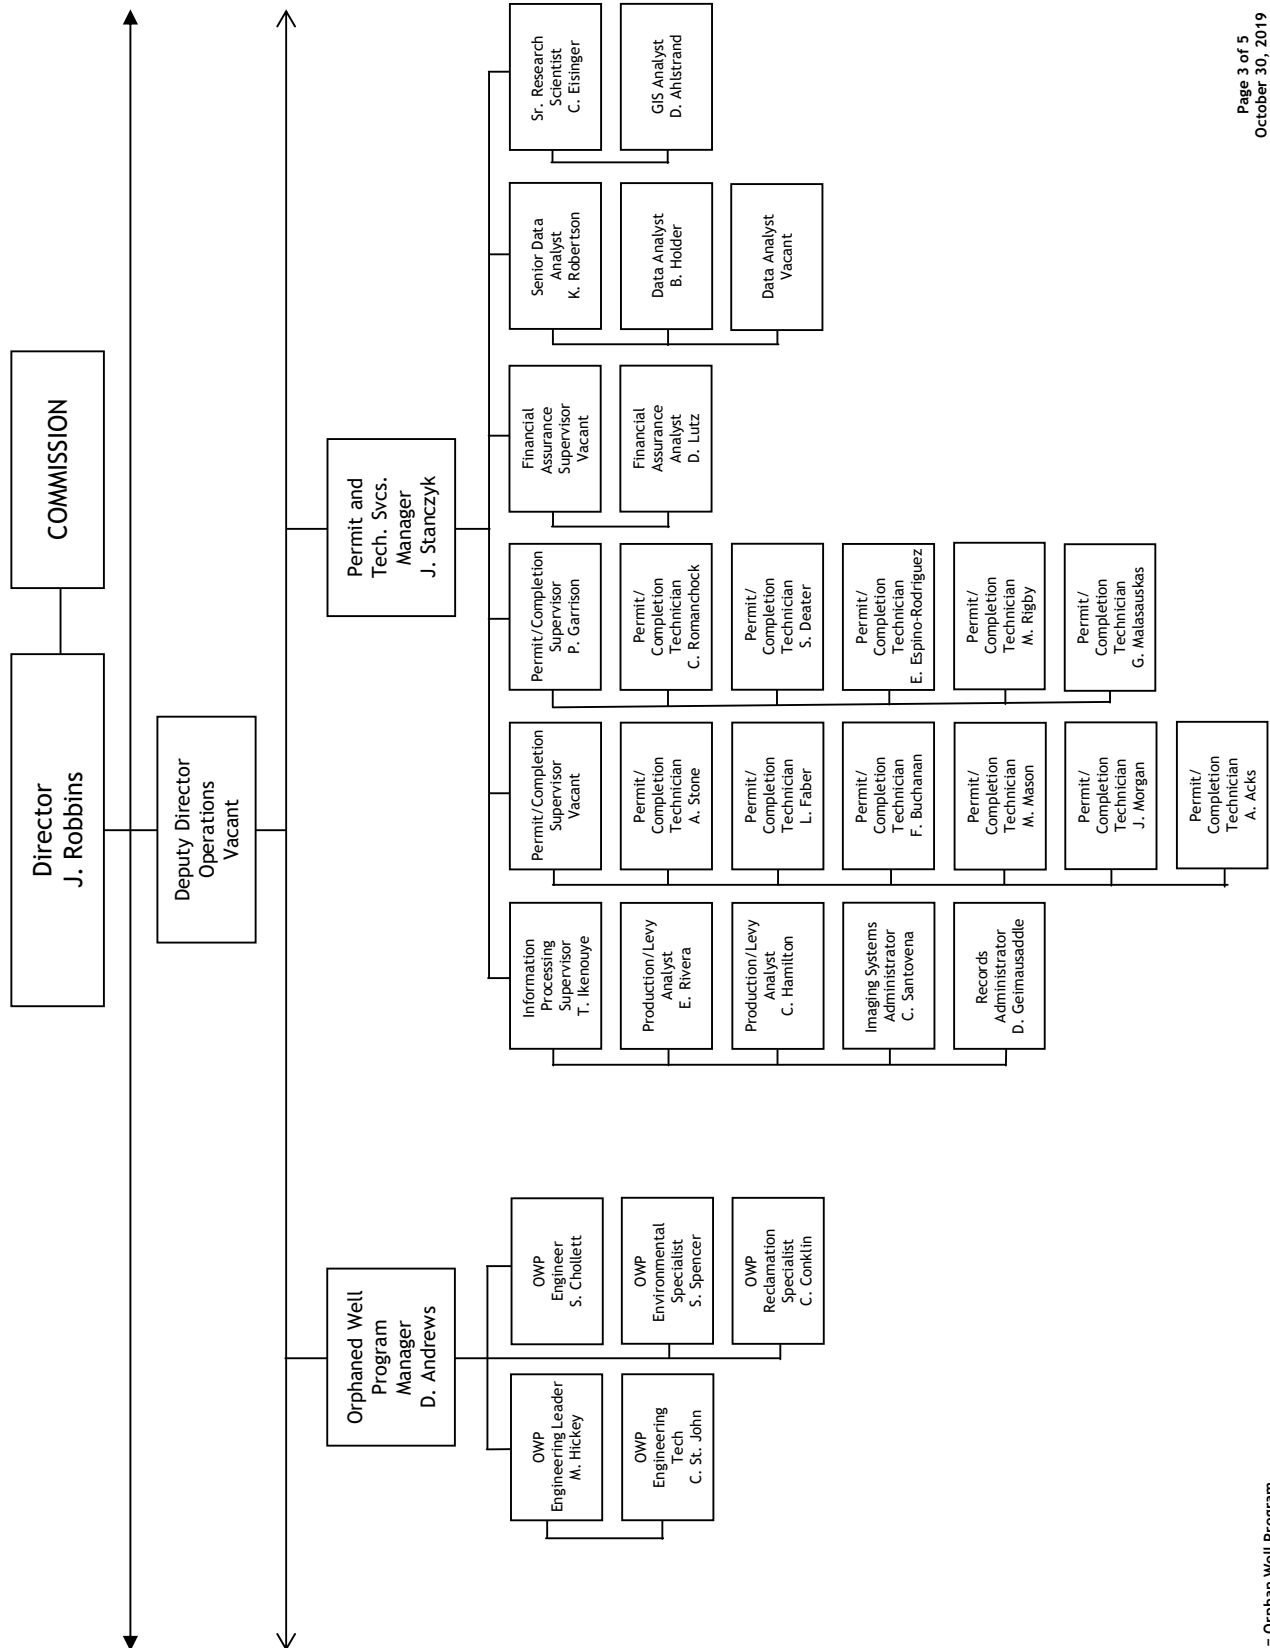 COMMISSION
Director
J. Robbins
Deputy Director
Operations
Vacant
Orphaned Well
Program
Manager
D. Andrews
Permit and
Tech. Svcs.
Manager
J. Stanczyk
OWP
Engineering Leader
M. Hickey
OWP
Engineering
Tech
C. St. John
OWP
Engineer
S. Chollett
OWP
Environmental
Specialist
S. Spencer
OWP
Reclamation
Specialist
C. Conklin
Information
Processing
Supervisor
T. Ikenouye
Production/Levy
Analyst
E. Rivera
Production/Levy
Analyst
C. Hamilton
Imaging Systems
Administrator
C. Santovena
Records
Administrator
D. Geimausaddle
Permit/Completion
Supervisor
Vacant
Permit/
Completion
Technician
A. Stone
Permit/
Completion
Technician
L. Faber
Permit/
Completion
Technician
F. Buchanan
Permit/
Completion
Technician
M. Mason
Permit/
Completion
Technician
J. Morgan
Permit/
Completion
Technician
A. Acks
Permit/Completion
Supervisor
P. Garrison
Permit/
Completion
Technician
C. Romanchock
Permit/
Completion
Technician
S. Deater
Permit/
Completion
Technician
E. Espino-Rodriguez
Permit/
Completion
Technician
M. Rigby
Permit/
Completion
Technician
G. Malasauskas
Financial
Assurance
Supervisor
Vacant
Financial
Assurance
Analyst
D. Lutz
Senior Data
Analyst
K. Robertson
Data Analyst
B. Holder
Data Analyst
Vacant
Sr. Research
Scientist
C. Eisinger
GIS Analyst
D. Ahlstrand
= Orphan Well Program
Page 3 of 5
October 30, 2019